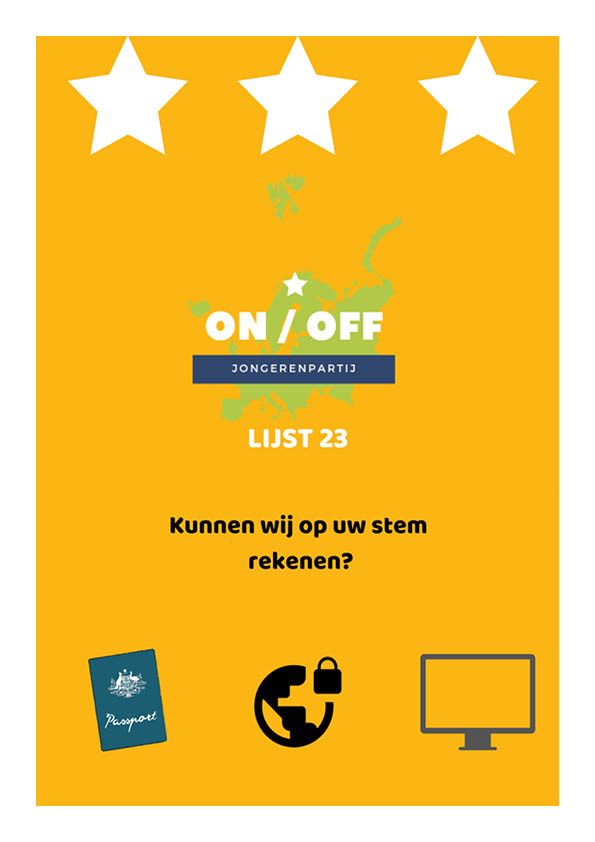 ON / OFF
JONGERENPARTIJ
LIJST 23
Kunnen wij op uw stem
rekenen?
Passport